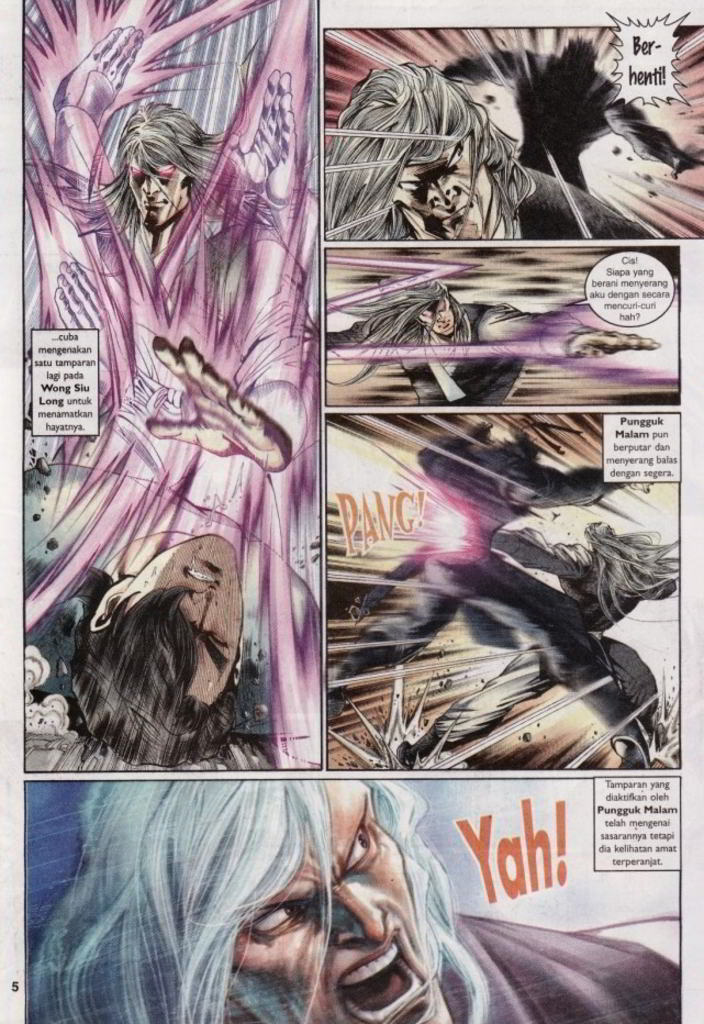 ...cuba
mengenakan
satu tamparan
lagi pada
Wong Siu
Long untuk
menamatkan
hayatnya.
Ber-
henti!
Cis!
Siapa yang
berani menyerang
aku dengan secara
mencuri-curi
hah?
Pungguk
Malam pun
berputar dan
menyerang balas
dengan segera.
PANG!
Tamparan yang
diaktifkan oleh
Pungguk Malam
telah mengenai
sasarannya tetapi
dia kelihatan amat
terperanjat.
Yah!
5